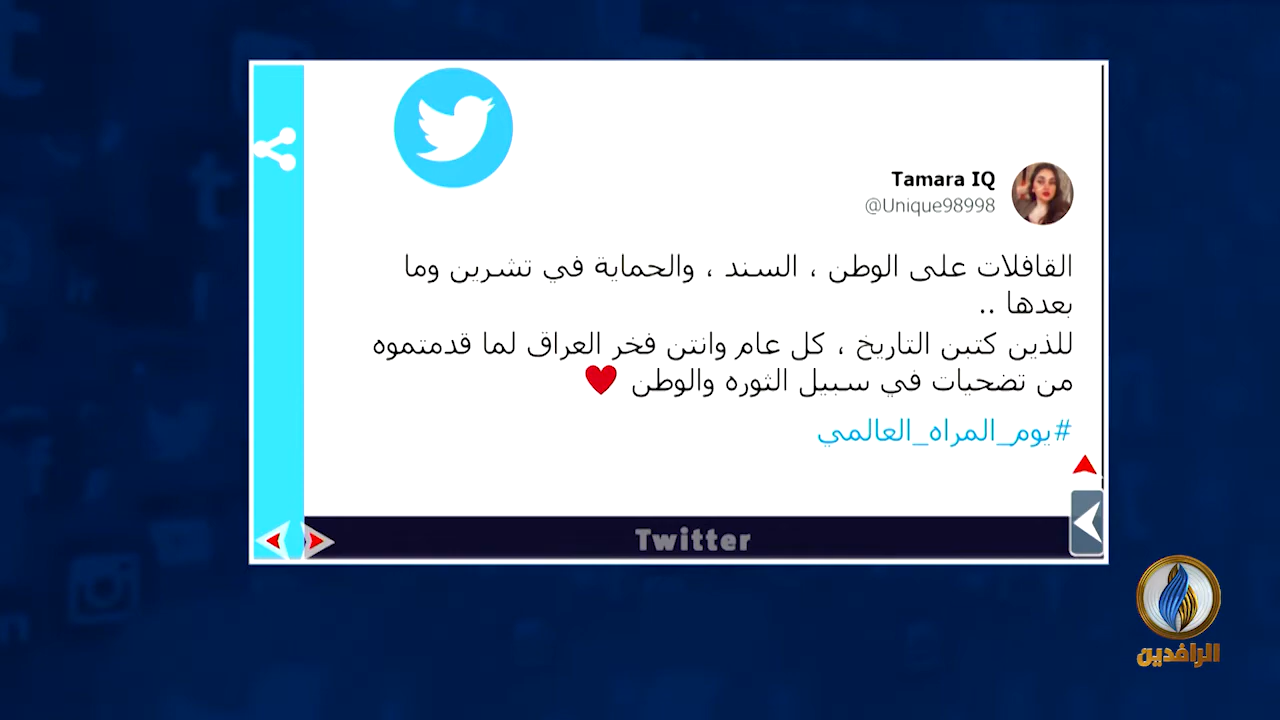 Tamara IQ
@Unique98998
القافلات على الوطن ، السند ، والحماية في تشرين وما
بعدها ..
للذين كتبن التاريخ ، كل عام وانتن فخر العراق لما قدمتموه
من تضحيات في سبيل الثوره والوطن ❤
#يوم_المراه_العالمي
Twitter
الرافدين